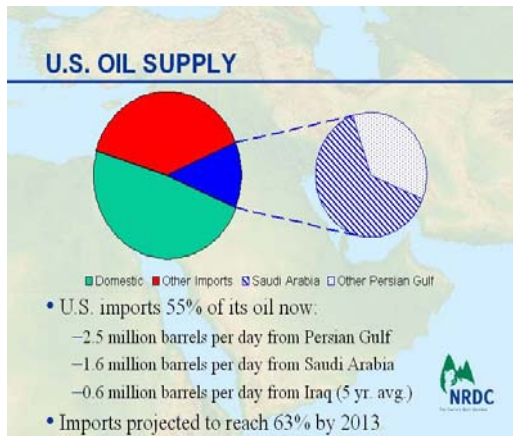 U.S. OIL SUPPLY
Domestic Other Imports Saudi Arabia Other Persian Gulf
• U.S. imports 55% of its oil now:
–2.5 million barrels per day from Persian Gulf
–1.6 million barrels per day from Saudi Arabia
–0.6 million barrels per day from Iraq (5 yr. avg.)
NRDC
• Imports projected to reach 63% by 2013